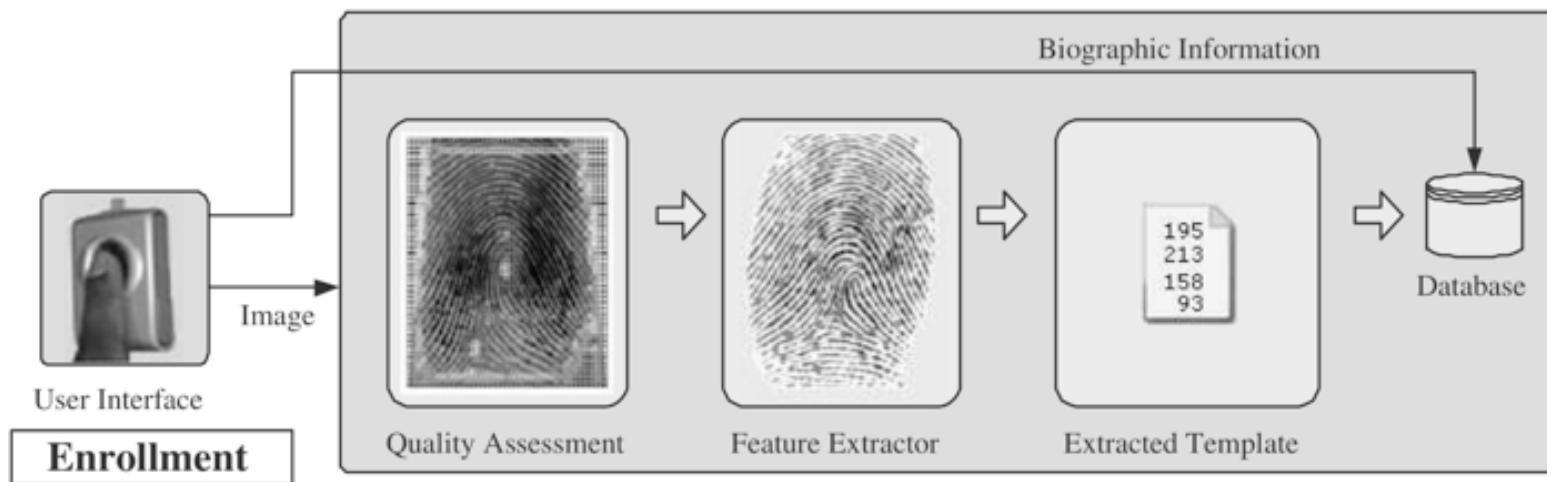 Biographic Information
195
213
158
93
Database
Image
User Interface
Quality Assessment
Feature Extractor
Extracted Template
Enrollment